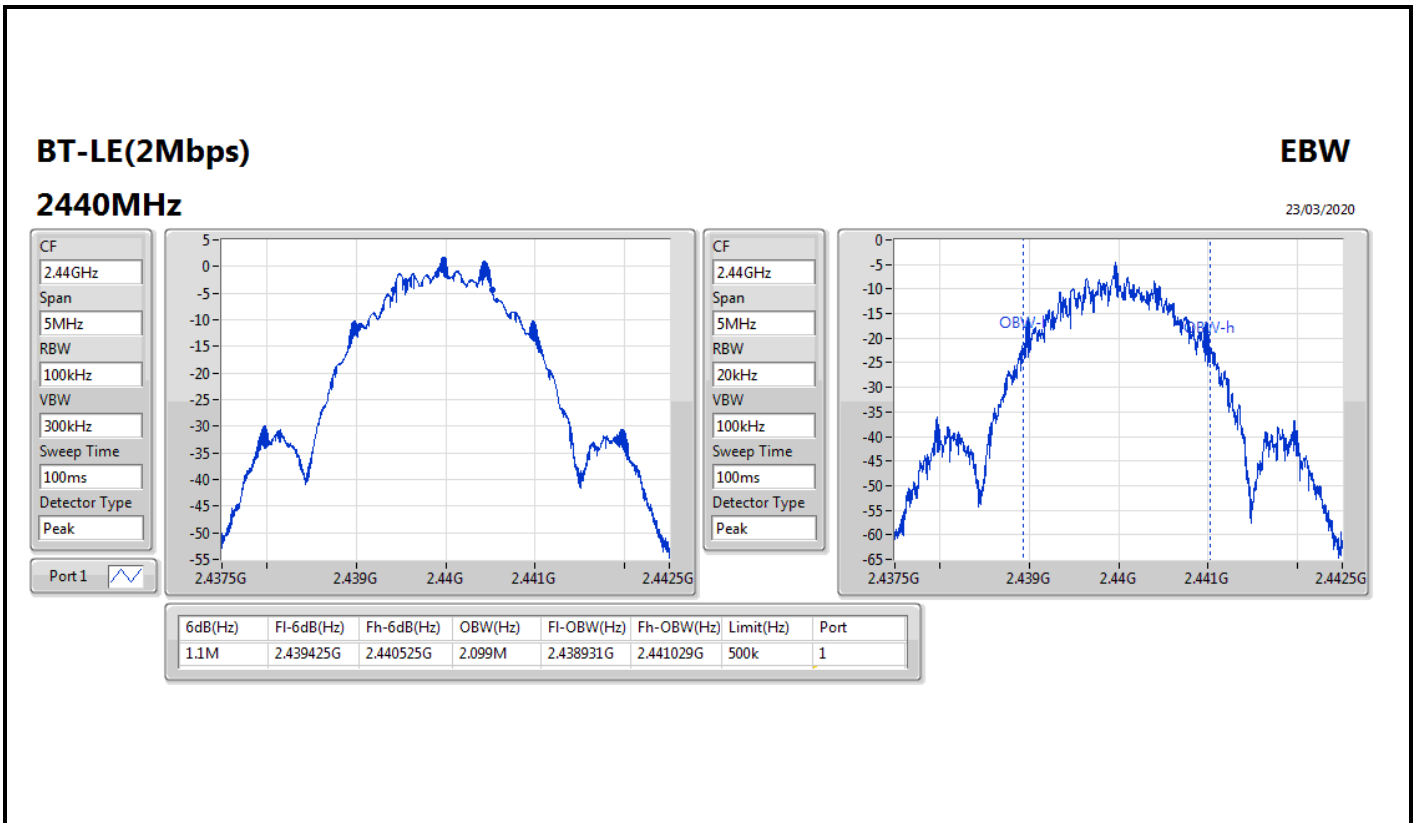 BT-LE(2Mbps)
EBW
2440MHz
23/03/2020
CF
2.44GHz
Span
5MHz
RBW
100kHz
VBW
300kHz
Sweep Time
100ms
Detector Type
Peak
Port 1
5
0
-5
-10
-15
-20
-25
-30
-35
-40
-45
-50
-55
2.4375G 2.439G 2.44G 2.441G 2.4425G
CF
2.44GHz
Span
5MHz
RBW
20kHz
VBW
100kHz
Sweep Time
100ms
Detector Type
Peak
0
-5
-10
-15
-20
-25
-30
-35
-40
-45
-50
-55
-60
-65
OBW-h
2.4375G 2.439G 2.44G 2.441G 2.4425G
6dB(Hz) Fl-6dB(Hz) Fh-6dB(Hz) OBW(Hz) Fl-OBW(Hz) Fh-OBW(Hz) Limit(Hz) Port
1.1M 2.439425G 2.440525G 2.099M 2.438931G 2.441029G 500k 1